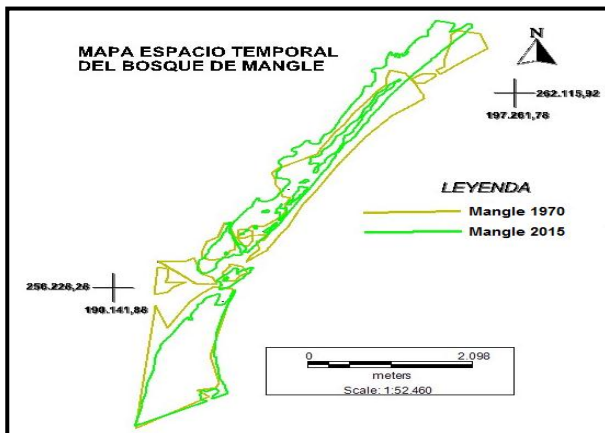 MAPA ESPACIO TEMPORAL
DEL BOSQUE DE MANGLE
N
262.115,92
197.261,78
LEYENDA
Mangle 1970
Mangle 2015
256.228,28
190.141,88
0 2.098
meters
Scale: 1:52.460